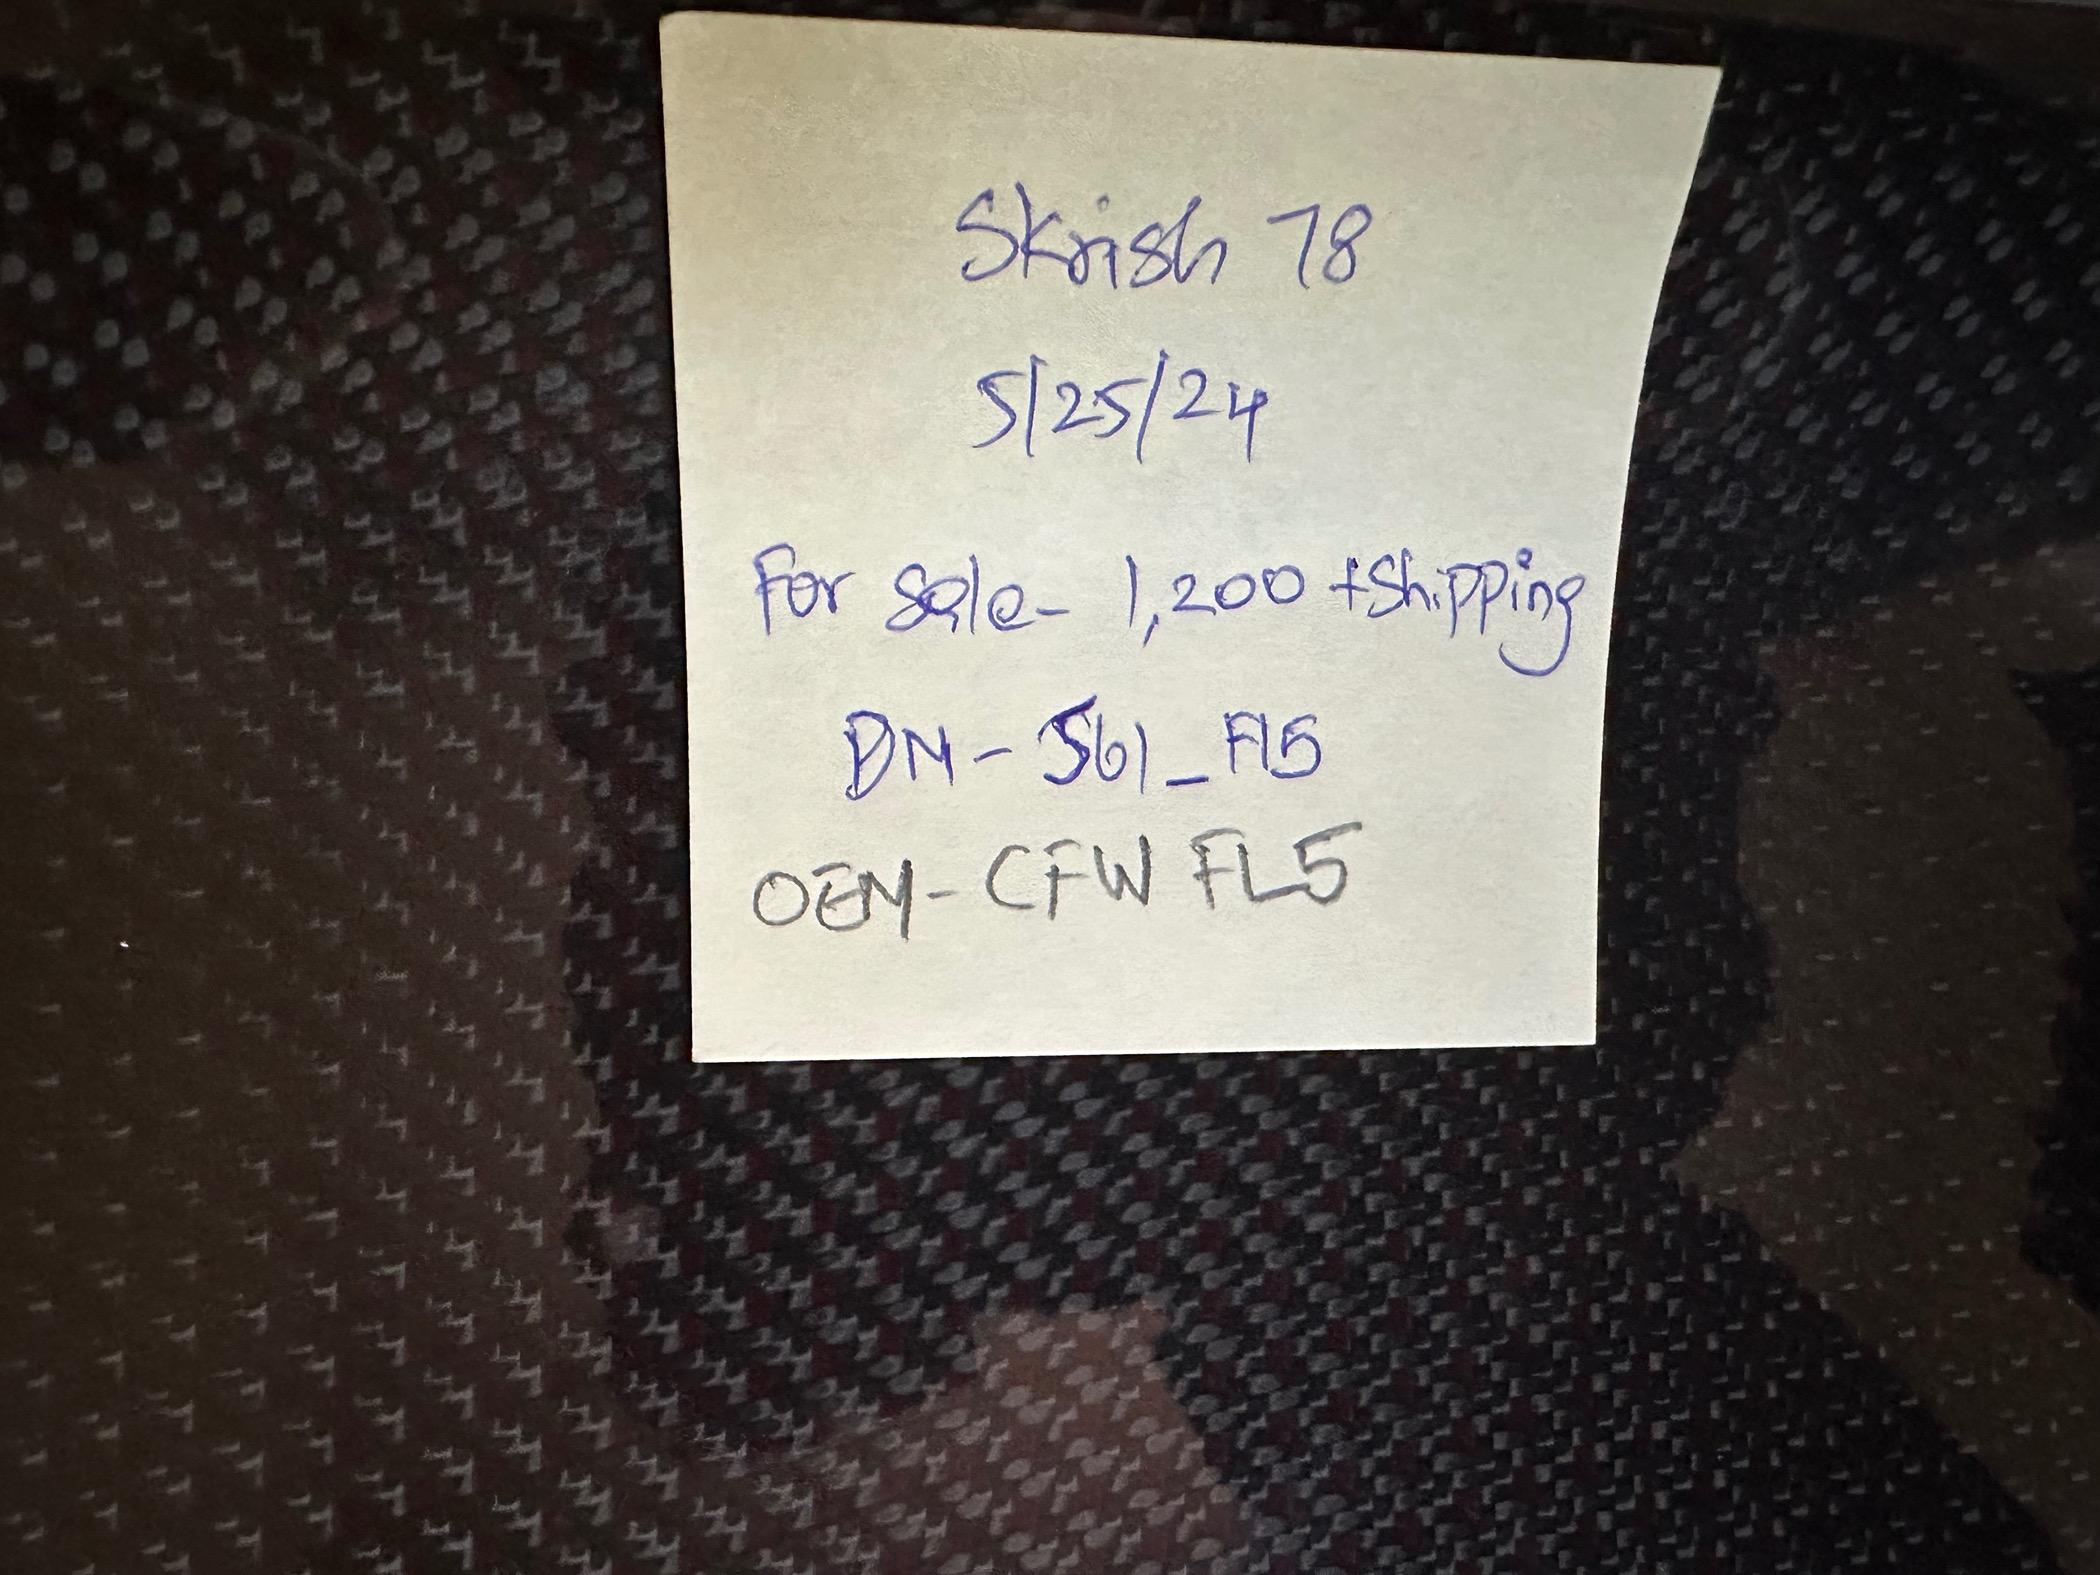 Skrish 78
5/25/24
For sale- 1,200 +Shipping
DM- 561_Fl5
OEM- CFW FL5